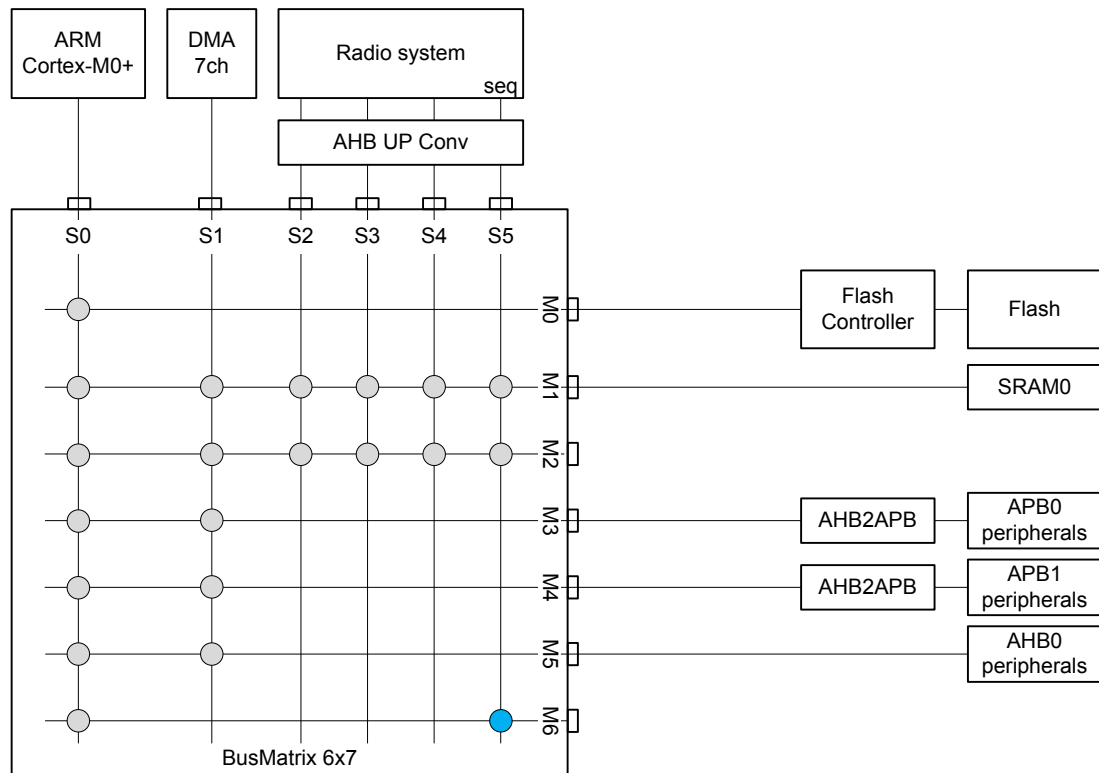 ARM
Cortex-M0+
DMA
7ch
Radio system
seq
AHB UP Conv
S0
S1
S2
S3
S4
S5
M0
Flash
Controller
Flash
M1
SRAM0
M2
M3
AHB2APB
APB0
peripherals
M4
AHB2APB
APB1
peripherals
M5
AHB0
peripherals
M6
BusMatrix 6x7